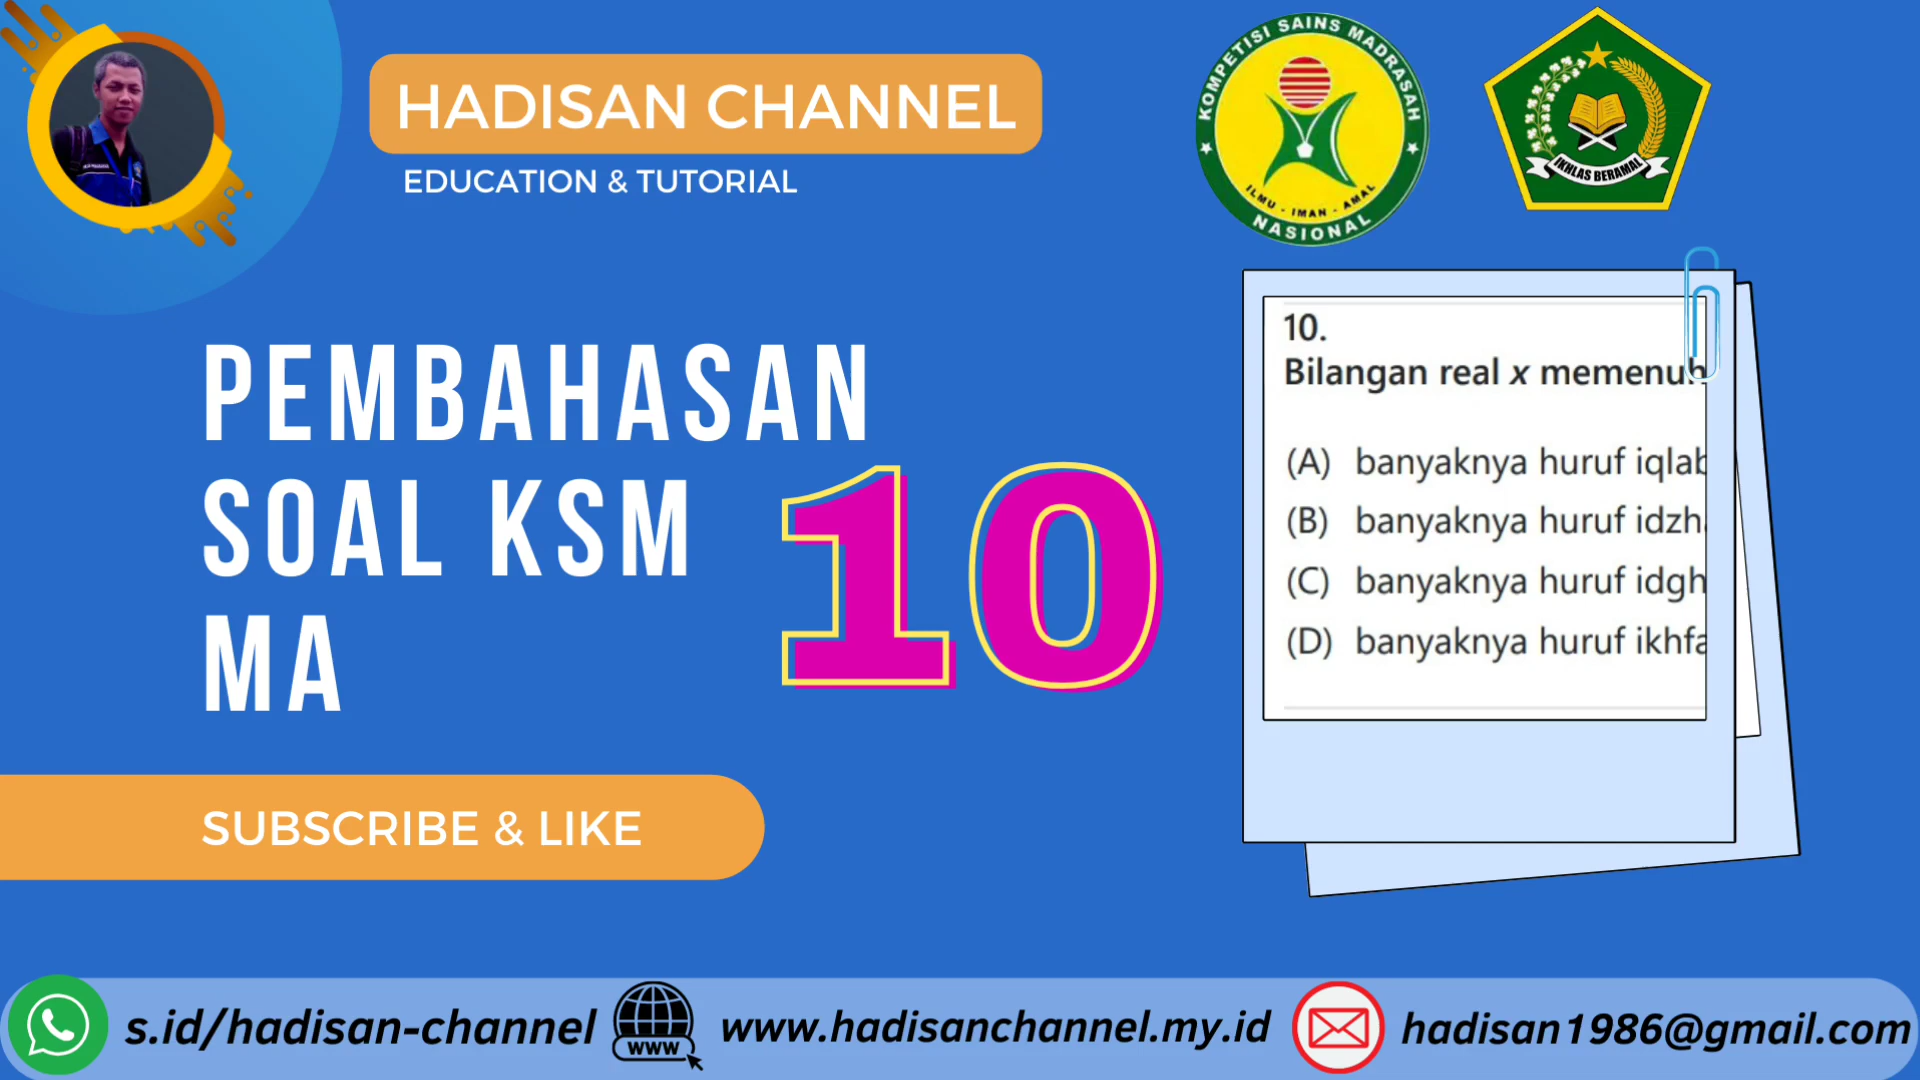 HADISAN CHANNEL
EDUCATION & TUTORIAL
KOMPETISI SAINS MADRASAH
ILMU - IMAN - AMAL
NASIONAL
IKHLAS BERAMAL
PEMBAHASAN
SOAL KSM
MA
10
10.
Bilangan real x memenuh
(A) banyaknya huruf iqlab
(B) banyaknya huruf idzh
(C) banyaknya huruf idgh
(D) banyaknya huruf ikhfa
SUBSCRIBE & LIKE
s.id/hadisan-channel
www
www.hadisanchannel.my.id
hadisan1986@gmail.com